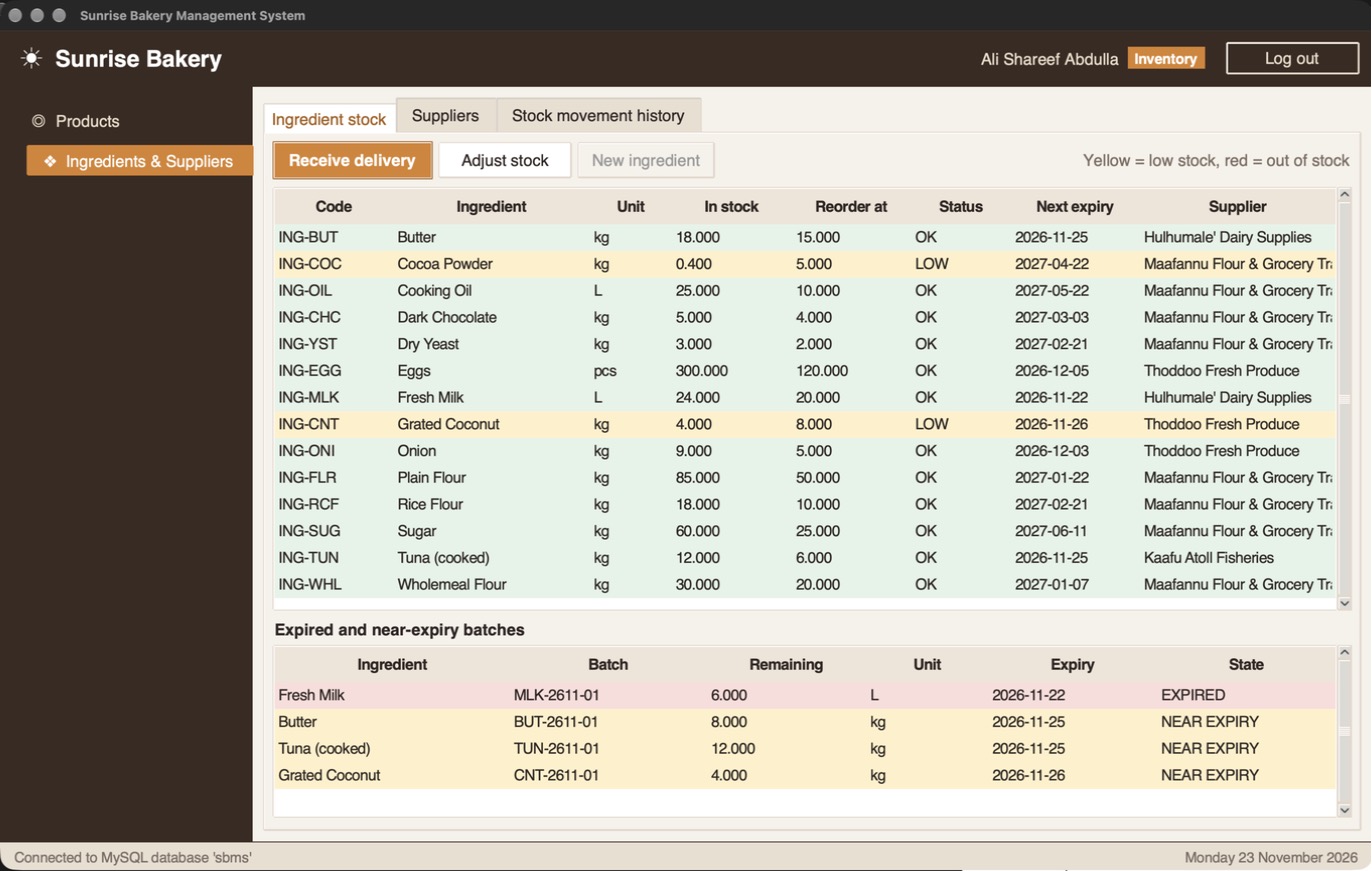 Sunrise Bakery Management System
☀ Sunrise Bakery
Ali Shareef Abdulla Inventory Log out
◎ Products
❖ Ingredients & Suppliers
Ingredient stock Suppliers Stock movement history
Receive delivery Adjust stock New ingredient Yellow = low stock, red = out of stock
Code Ingredient Unit In stock Reorder at Status Next expiry Supplier
ING-BUT Butter kg 18.000 15.000 OK 2026-11-25 Hulhumale' Dairy Supplies
ING-COC Cocoa Powder kg 0.400 5.000 LOW 2027-04-22 Maafannu Flour & Grocery Tra
ING-OIL Cooking Oil L 25.000 10.000 OK 2027-05-22 Maafannu Flour & Grocery Tra
ING-CHC Dark Chocolate kg 5.000 4.000 OK 2027-03-03 Maafannu Flour & Grocery Tra
ING-YST Dry Yeast kg 3.000 2.000 OK 2027-02-21 Maafannu Flour & Grocery Tra
ING-EGG Eggs pcs 300.000 120.000 OK 2026-12-05 Thoddoo Fresh Produce
ING-MLK Fresh Milk L 24.000 20.000 OK 2026-11-22 Hulhumale' Dairy Supplies
ING-CNT Grated Coconut kg 4.000 8.000 LOW 2026-11-26 Thoddoo Fresh Produce
ING-ONI Onion kg 9.000 5.000 OK 2026-12-03 Thoddoo Fresh Produce
ING-FLR Plain Flour kg 85.000 50.000 OK 2027-01-22 Maafannu Flour & Grocery Tra
ING-RCF Rice Flour kg 18.000 10.000 OK 2027-02-21 Maafannu Flour & Grocery Tra
ING-SUG Sugar kg 60.000 25.000 OK 2027-06-11 Maafannu Flour & Grocery Tra
ING-TUN Tuna (cooked) kg 12.000 6.000 OK 2026-11-25 Kaafu Atoll Fisheries
ING-WHL Wholemeal Flour kg 30.000 20.000 OK 2027-01-07 Maafannu Flour & Grocery Tra
Expired and near-expiry batches
Ingredient Batch Remaining Unit Expiry State
Fresh Milk MLK-2611-01 6.000 L 2026-11-22 EXPIRED
Butter BUT-2611-01 8.000 kg 2026-11-25 NEAR EXPIRY
Tuna (cooked) TUN-2611-01 12.000 kg 2026-11-25 NEAR EXPIRY
Grated Coconut CNT-2611-01 4.000 kg 2026-11-26 NEAR EXPIRY
Connected to MySQL database 'sbms' Monday 23 November 2026